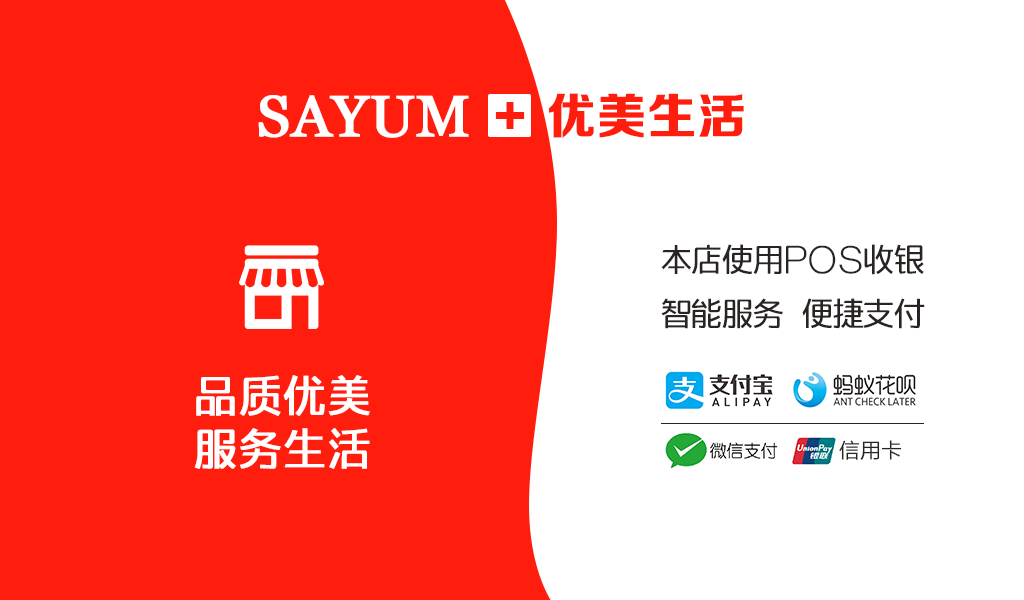 SAYUM + 优美生活
品质优美
服务生活
本店使用POS收银
智能服务 便捷支付
支付宝
ALIPAY
蚂蚁花呗
ANT CHECK LATER
微信支付
UnionPay
银联
信用卡